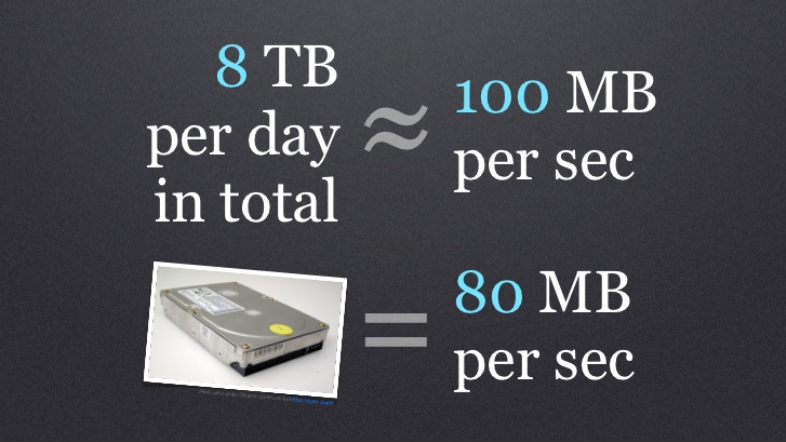 8 TB
per day
in total
≈
100 MB
per sec
=
80 MB
per sec